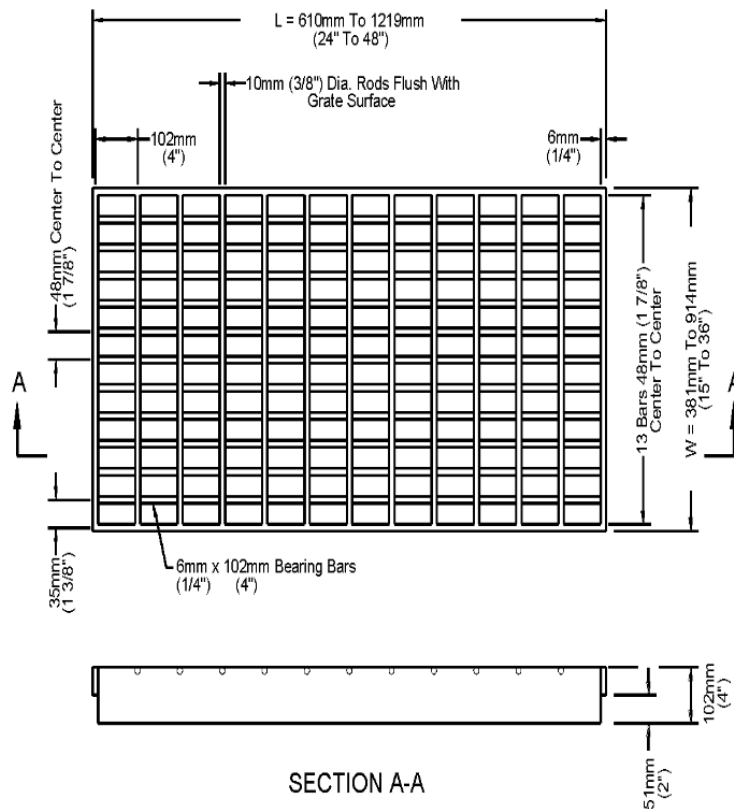 L = 610mm To 1219mm
(24" To 48")
10mm (3/8") Dia. Rods Flush With
Grate Surface
102mm
(4")
6mm
(1/4")
48mm Center To Center
(1 7/8")
13 Bars 48mm (1 7/8")
Center To Center
W = 381mm To 914mm
(15" To 36")
A
A
35mm
(1 3/8")
6mm x 102mm Bearing Bars
(1/4") (4")
102mm
(4")
51mm
(2")
SECTION A-A